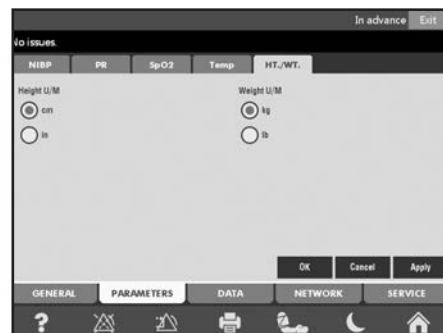 In advance Exit
No issues.
NIBP PR SpO2 Temp HT./WT.
Height U/M Weight U/M
cm kg
in lb
OK Cancel Apply
GENERAL PARAMETERS DATA NETWORK SERVICE
?